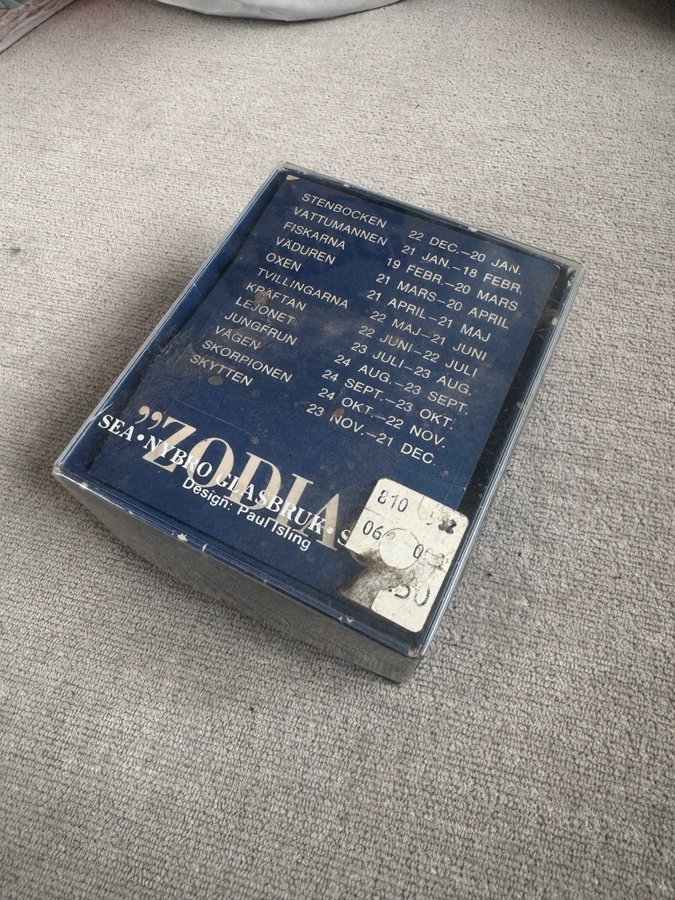 STENBOCKEN 22 DEC.–20 JAN.
VATTUMANNEN 21 JAN.–18 FEBR.
FISKARNA 19 FEBR.–20 MARS
VÄDUREN 21 MARS–20 APRIL
OXEN 21 APRIL–21 MAJ
TVILLINGARNA 22 MAJ–21 JUNI
KRÄFTAN 22 JUNI–22 JULI
LEJONET 23 JULI–23 AUG.
JUNGFRUN 24 AUG.–23 SEPT.
VÅGEN 24 SEPT.–23 OKT.
SKORPIONEN 24 OKT.–22 NOV.
SKYTTEN 23 NOV.–21 DEC.
”ZODIA
SEA•NYBRO GLASBRUK•S
Design: Paul Isling
810
06